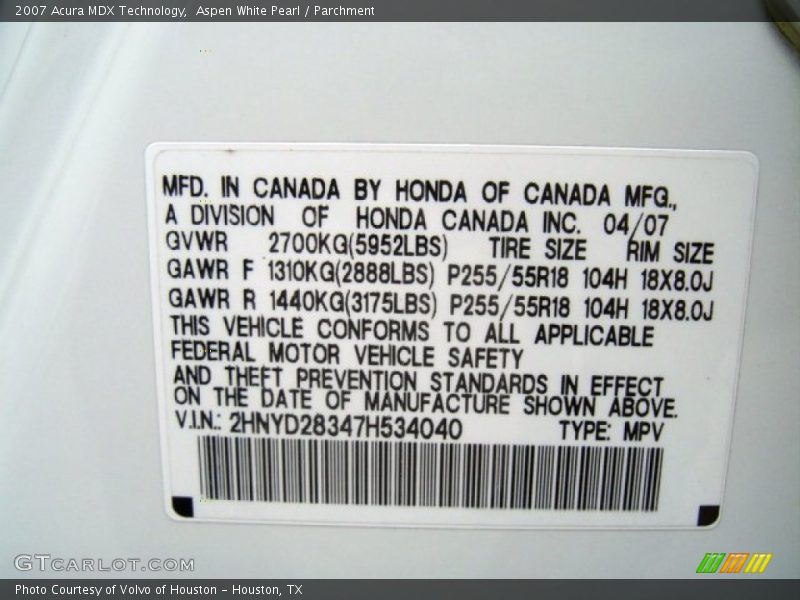 2007 Acura MDX Technology,  Aspen White Pearl / Parchment
MFD. IN CANADA BY HONDA OF CANADA MFG.,
A DIVISION OF HONDA CANADA INC. 04/07
GVWR 2700KG(5952LBS) TIRE SIZE RIM SIZE
GAWR F 1310KG(2888LBS) P255/55R18 104H 18X8.0J
GAWR R 1440KG(3175LBS) P255/55R18 104H 18X8.0J
THIS VEHICLE CONFORMS TO ALL APPLICABLE
FEDERAL MOTOR VEHICLE SAFETY
AND THEFT PREVENTION STANDARDS IN EFFECT
ON THE DATE OF MANUFACTURE SHOWN ABOVE.
V.I.N.: 2HNYD28347H534040 TYPE: MPV
GTCARLOT.COM
Photo Courtesy of Volvo of Houston - Houston, TX